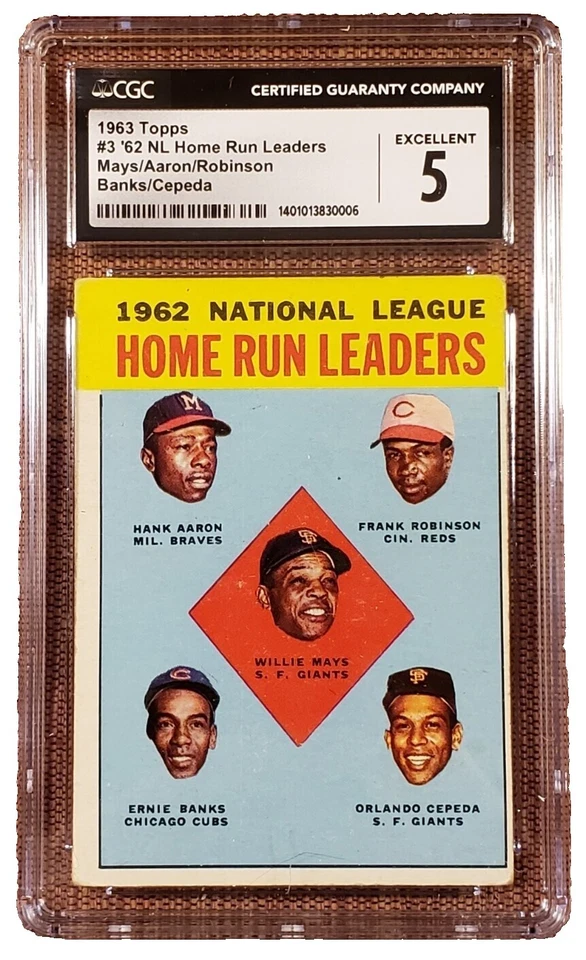 CGC CERTIFIED GUARANTY COMPANY
1963 Topps
#3 '62 NL Home Run Leaders
Mays/Aaron/Robinson
Banks/Cepeda
1401013830006
EXCELLENT
5
1962 NATIONAL LEAGUE
HOME RUN LEADERS
M
C
HANK AARON
MIL. BRAVES
FRANK ROBINSON
CIN. REDS
SF
WILLIE MAYS
S. F. GIANTS
C
SF
ERNIE BANKS
CHICAGO CUBS
ORLANDO CEPEDA
S. F. GIANTS